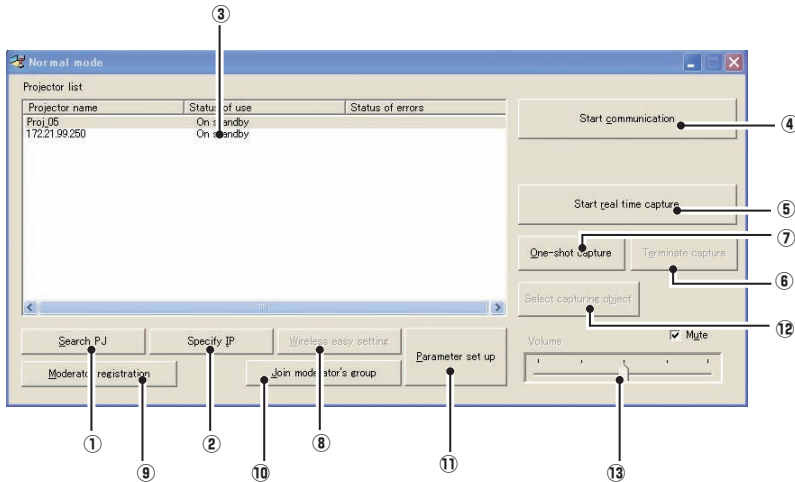 ③
Normal mode
Projector list
Projector name Status of use Status of errors
Proj_05 On standby
172.21.99.250 On standby
Start communication ④
Start real time capture ⑤
⑦
One-shot capture Terminate capture
⑥
Select capturing object
⑫
Search PJ Specify IP Wireless easy setting Parameter set up Volume Mute
Moderator registration Join moderator's group
① ② ⑧
⑨ ⑩ ⑪ ⑬